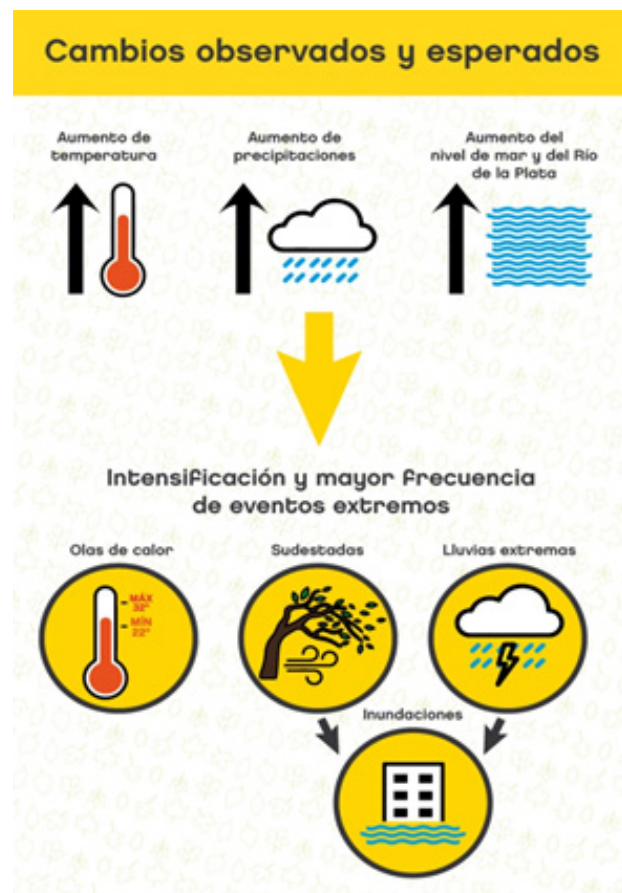 Cambios observados y esperados
Aumento de
temperatura
Aumento de
precipitaciones
Aumento del
nivel de mar y del Río
de la Plata
Intensificación y mayor frecuencia
de eventos extremos
Olas de calor
Sudestadas
Lluvias extremas
MÁX
32°
MÍN
22°
Inundaciones